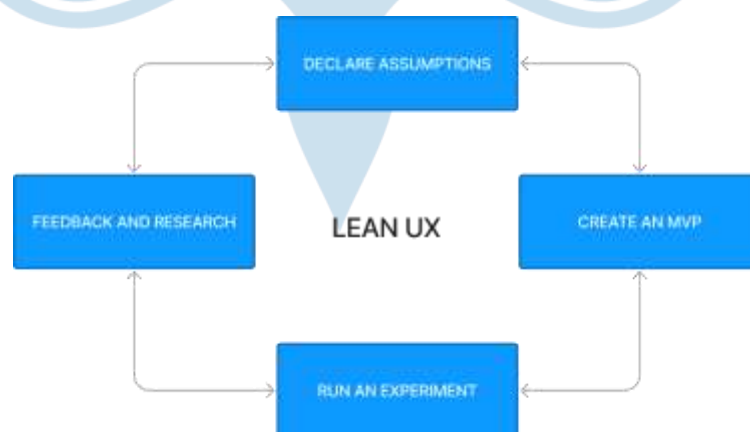 DECLARE ASSUMPTIONS
FEEDBACK AND RESEARCH
LEAN UX
CREATE AN MVP
RUN AN EXPERIMENT